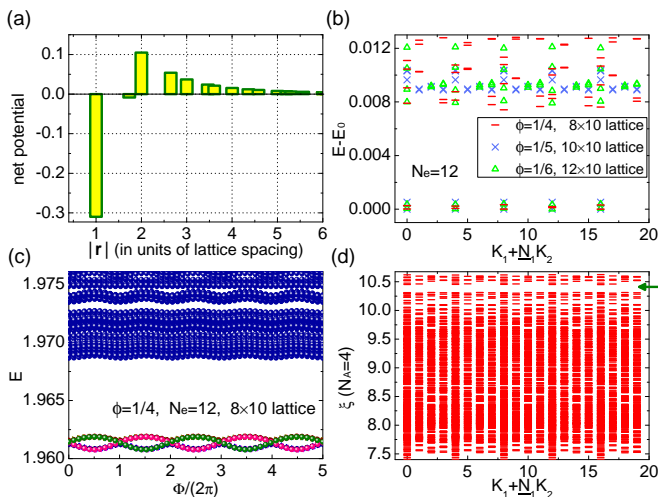 (a)
0.1
0.0
-0.1
-0.2
-0.3
net potential
1 2 3 4 5 6
|r| (in units of lattice spacing)
(b)
0.012
0.008
0.004
0.000
E-E₀
ϕ=1/4, 8×10 lattice
ϕ=1/5, 10×10 lattice
ϕ=1/6, 12×10 lattice
Nₑ=12
0 5 10 15 20
K₁+N₁K₂
(c)
1.975
1.970
1.965
1.960
E
ϕ=1/4, Nₑ=12, 8×10 lattice
0 1 2 3 4 5
Φ/(2π)
(d)
10.5
10.0
9.5
9.0
8.5
8.0
7.5
ξ (N_A=4)
0 5 10 15 20
K₁+N₁K₂